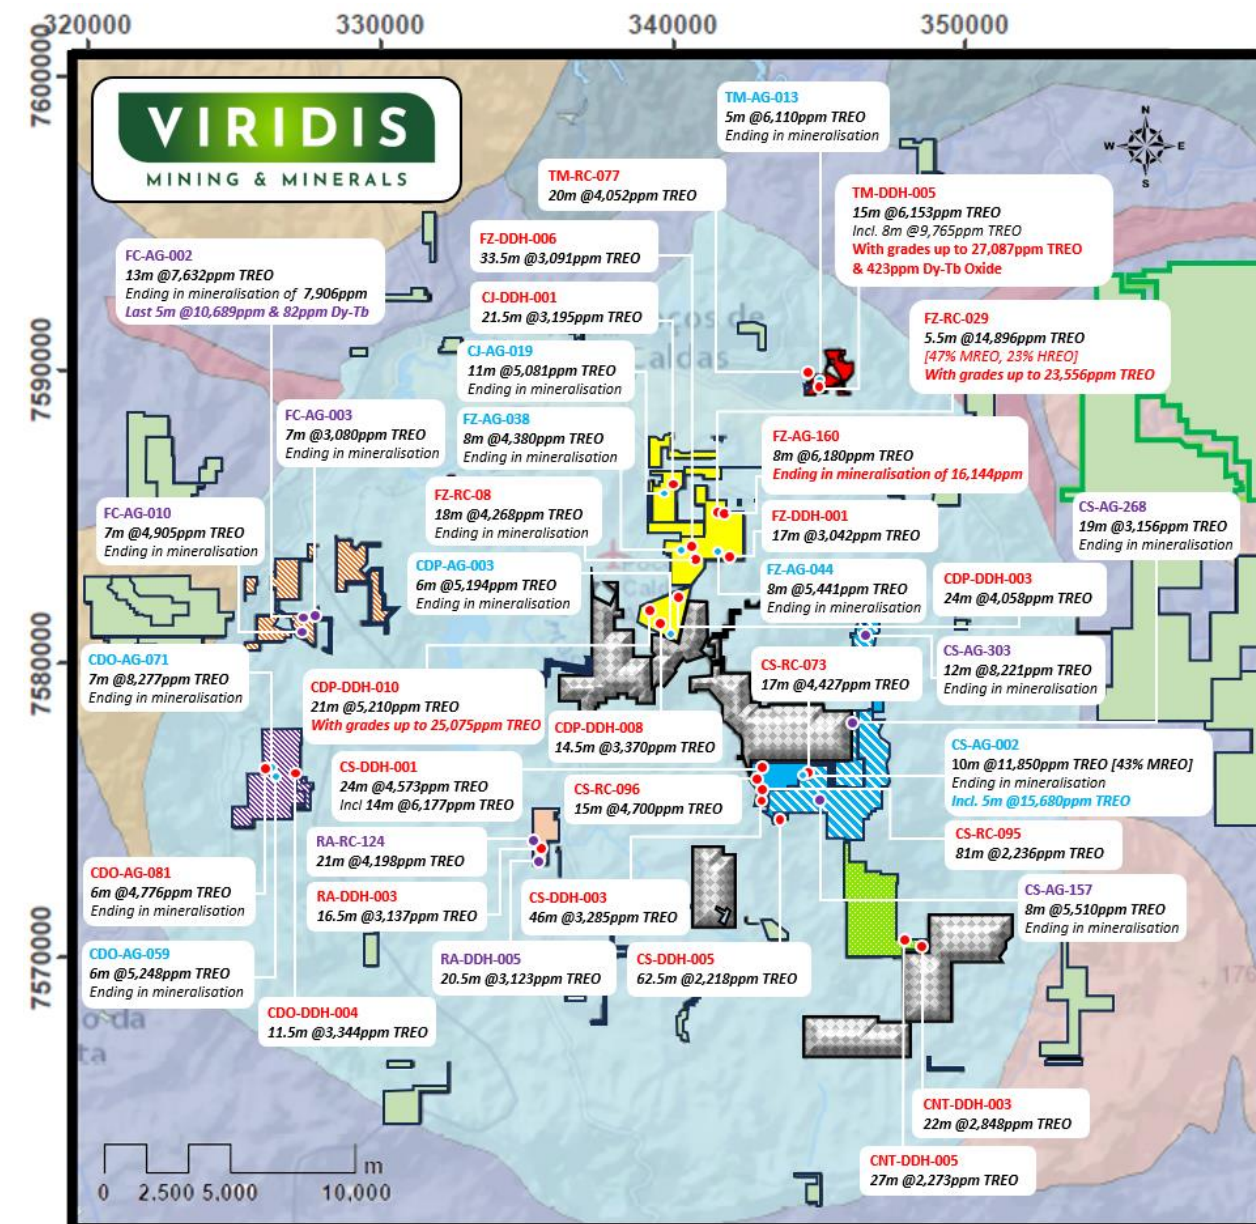 320000
330000
340000
350000
7600000
7590000
7580000
7570000
VIRIDIS
MINING & MINERALS
N
W
E
S
TM-AG-013
5m @6,110ppm TREO
Ending in mineralisation
TM-RC-077
20m @4,052ppm TREO
TM-DDH-005
15m @6,153ppm TREO
Incl. 8m @9,765ppm TREO
With grades up to 27,087ppm TREO
& 423ppm Dy-Tb Oxide
FZ-DDH-006
33.5m @3,091ppm TREO
FC-AG-002
13m @7,632ppm TREO
Ending in mineralisation of 7,906ppm
Last 5m @10,689ppm & 82ppm Dy-Tb
CJ-DDH-001
21.5m @3,195ppm TREO
ços de
Caldas
FZ-RC-029
5.5m @14,896ppm TREO
[47% MREO, 23% HREO]
With grades up to 23,556ppm TREO
CJ-AG-019
11m @5,081ppm TREO
Ending in mineralisation
FC-AG-003
7m @3,080ppm TREO
Ending in mineralisation
FZ-AG-038
8m @4,380ppm TREO
Ending in mineralisation
FZ-AG-160
8m @6,180ppm TREO
Ending in mineralisation of 16,144ppm
FZ-RC-08
18m @4,268ppm TREO
Ending in mineralisation
FC-AG-010
7m @4,905ppm TREO
Ending in mineralisation
FZ-DDH-001
17m @3,042ppm TREO
CS-AG-268
19m @3,156ppm TREO
Ending in mineralisation
CDP-AG-003
6m @5,194ppm TREO
Ending in mineralisation
FZ-AG-044
8m @5,441ppm TREO
Ending in mineralisation
CDP-DDH-003
24m @4,058ppm TREO
CDO-AG-071
7m @8,277ppm TREO
Ending in mineralisation
CS-RC-073
17m @4,427ppm TREO
CS-AG-303
12m @8,221ppm TREO
Ending in mineralisation
CDP-DDH-010
21m @5,210ppm TREO
With grades up to 25,075ppm TREO
CDP-DDH-008
14.5m @3,370ppm TREO
CS-AG-002
10m @11,850ppm TREO [43% MREO]
Ending in mineralisation
Incl. 5m @15,680ppm TREO
CS-DDH-001
24m @4,573ppm TREO
Incl 14m @6,177ppm TREO
CS-RC-096
15m @4,700ppm TREO
CS-RC-095
81m @2,236ppm TREO
RA-RC-124
21m @4,198ppm TREO
CDO-AG-081
6m @4,776ppm TREO
Ending in mineralisation
RA-DDH-003
16.5m @3,137ppm TREO
CS-DDH-003
46m @3,285ppm TREO
CS-AG-157
8m @5,510ppm TREO
Ending in mineralisation
CDO-AG-059
6m @5,248ppm TREO
Ending in mineralisation
RA-DDH-005
20.5m @3,123ppm TREO
CS-DDH-005
62.5m @2,218ppm TREO
CDO-DDH-004
11.5m @3,344ppm TREO
o da
ta
CNT-DDH-003
22m @2,848ppm TREO
CNT-DDH-005
27m @2,273ppm TREO
m
0 2,500 5,000 10,000